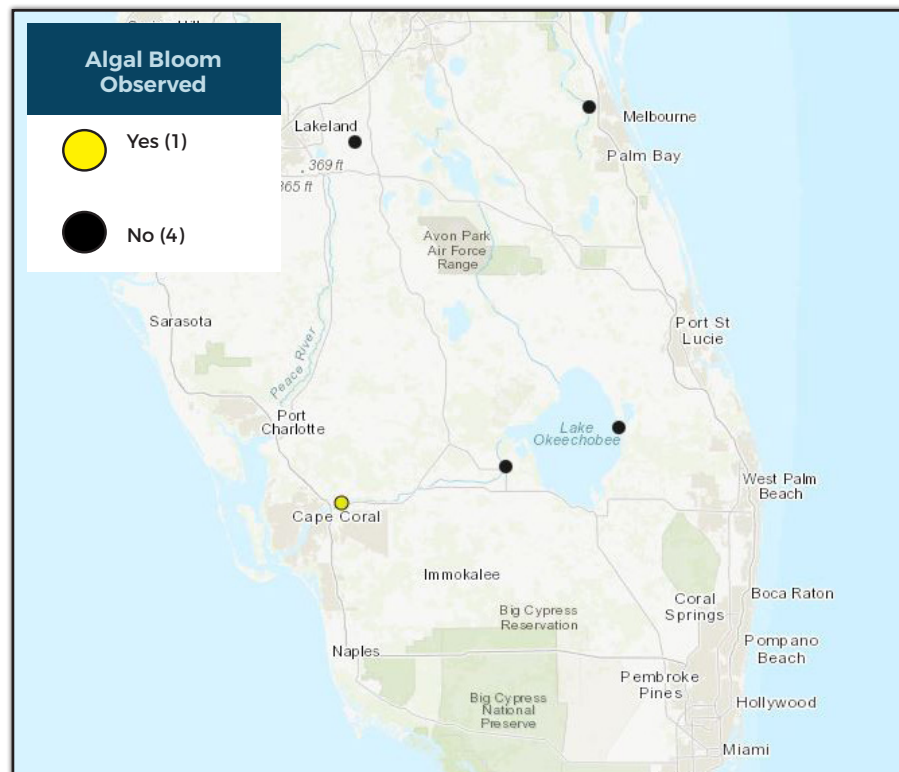 Algal Bloom
Observed
Yes (1)
No (4)
Lakeland
369 ft
365 ft
Melbourne
Palm Bay
Avon Park
Air Force
Range
Sarasota
Peace River
Port St
Lucie
Port
Charlotte
Lake
Okeechobee
West Palm
Beach
Cape Coral
Immokalee
Boca Raton
Coral
Springs
Big Cypress
Reservation
Pompano
Beach
Naples
Pembroke
Pines
Hollywood
Big Cypress
National
Preserve
Miami